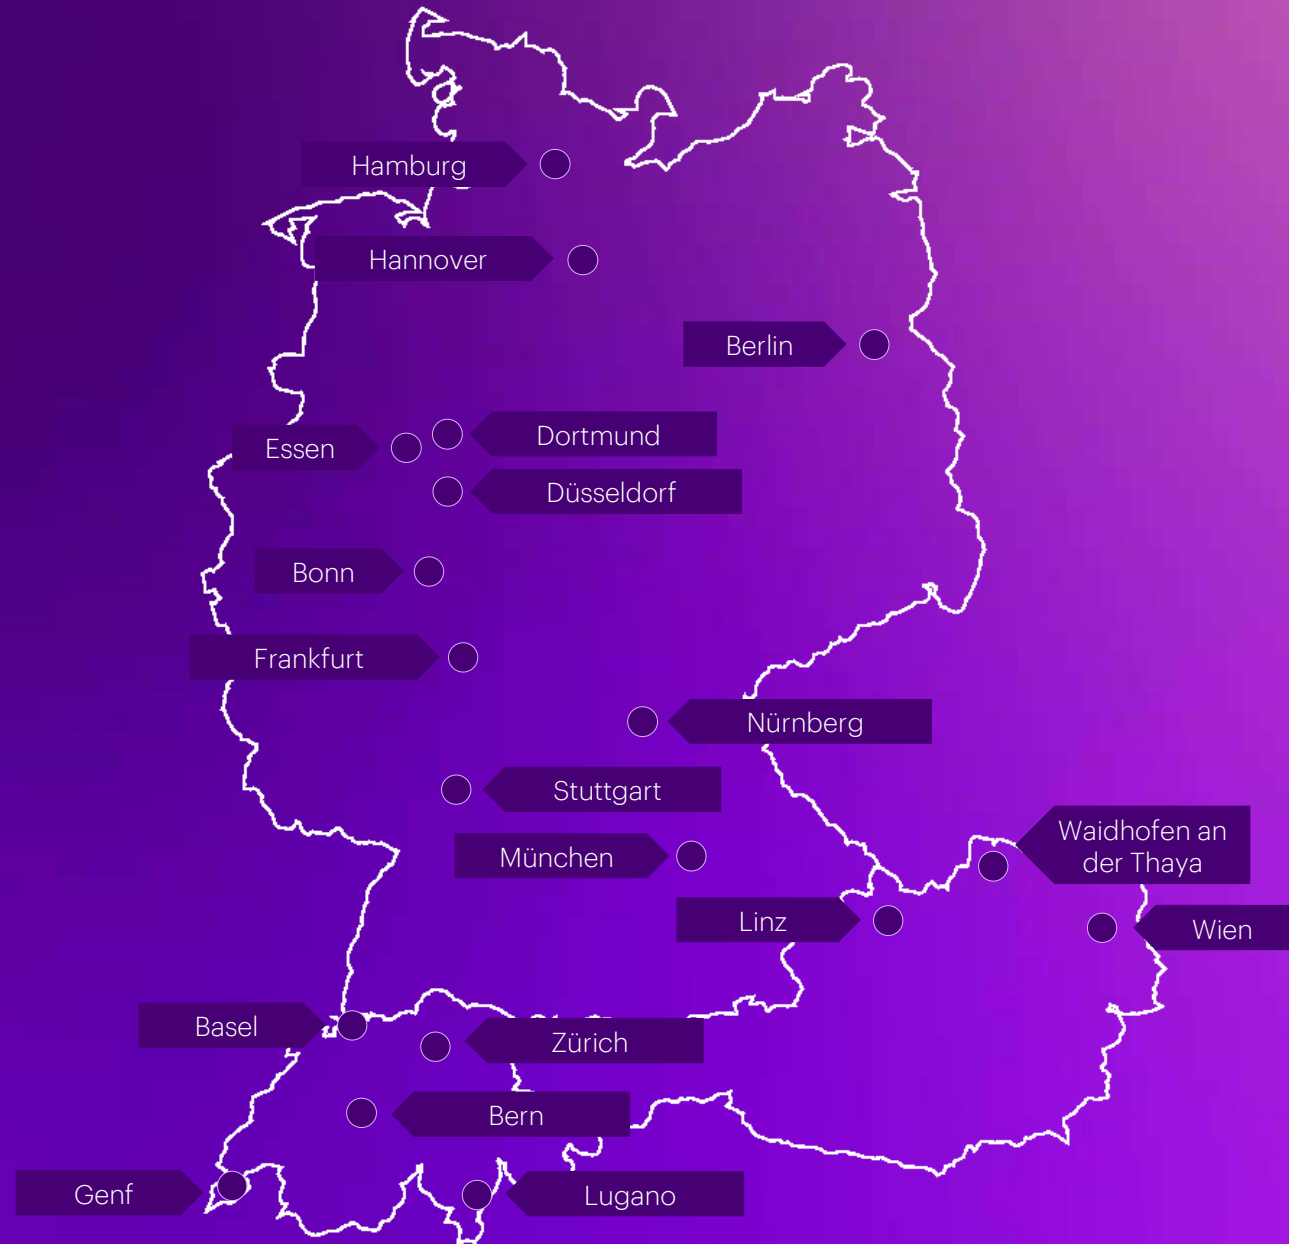 Hamburg
Hannover
Berlin
Dortmund
Essen
Düsseldorf
Bonn
Frankfurt
Nürnberg
Stuttgart
Waidhofen an
der Thaya
München
Linz
Wien
Basel
Zürich
Bern
Genf
Lugano